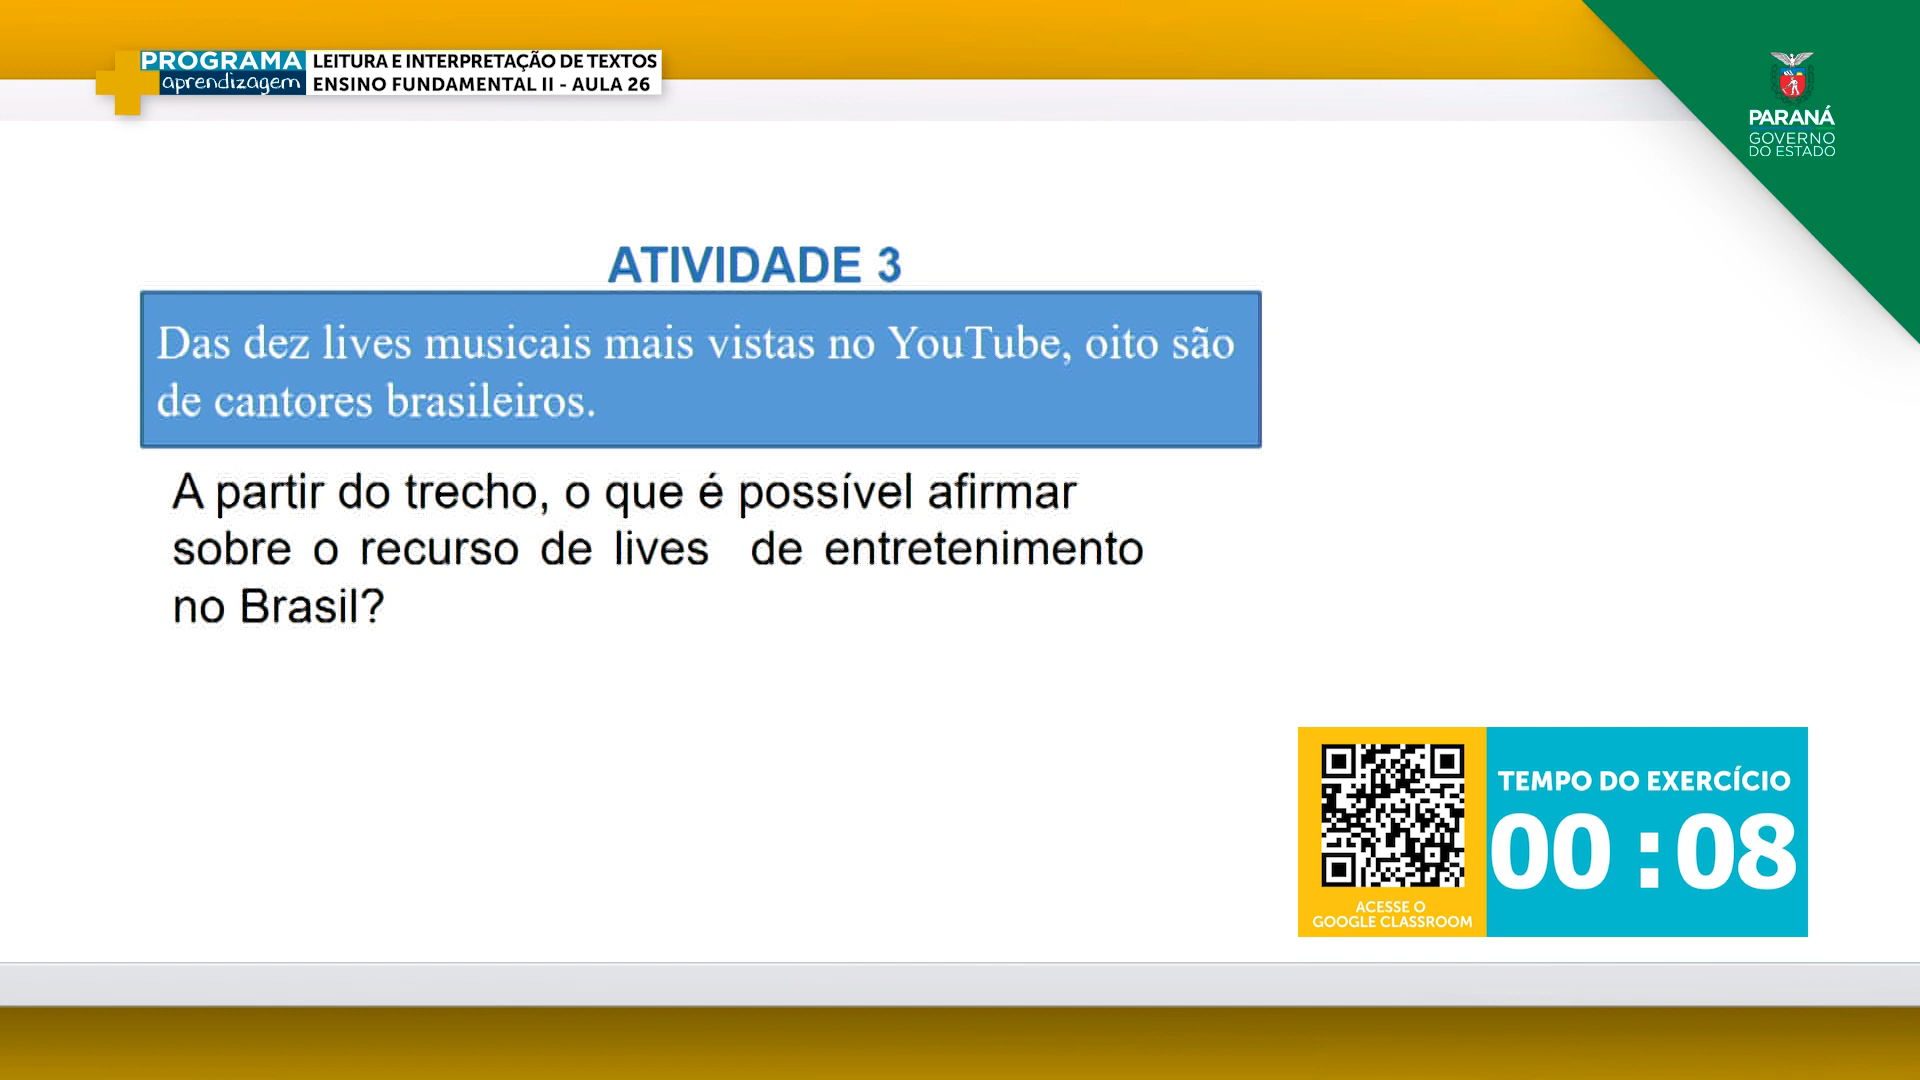 PROGRAMA
aprendizagem
LEITURA E INTERPRETAÇÃO DE TEXTOS
ENSINO FUNDAMENTAL II - AULA 26
PARANÁ
GOVERNO
DO ESTADO
ATIVIDADE 3
Das dez lives musicais mais vistas no YouTube, oito são
de cantores brasileiros.
A partir do trecho, o que é possível afirmar
sobre o recurso de lives de entretenimento
no Brasil?
TEMPO DO EXERCÍCIO
00:08
ACESSE O
GOOGLE CLASSROOM